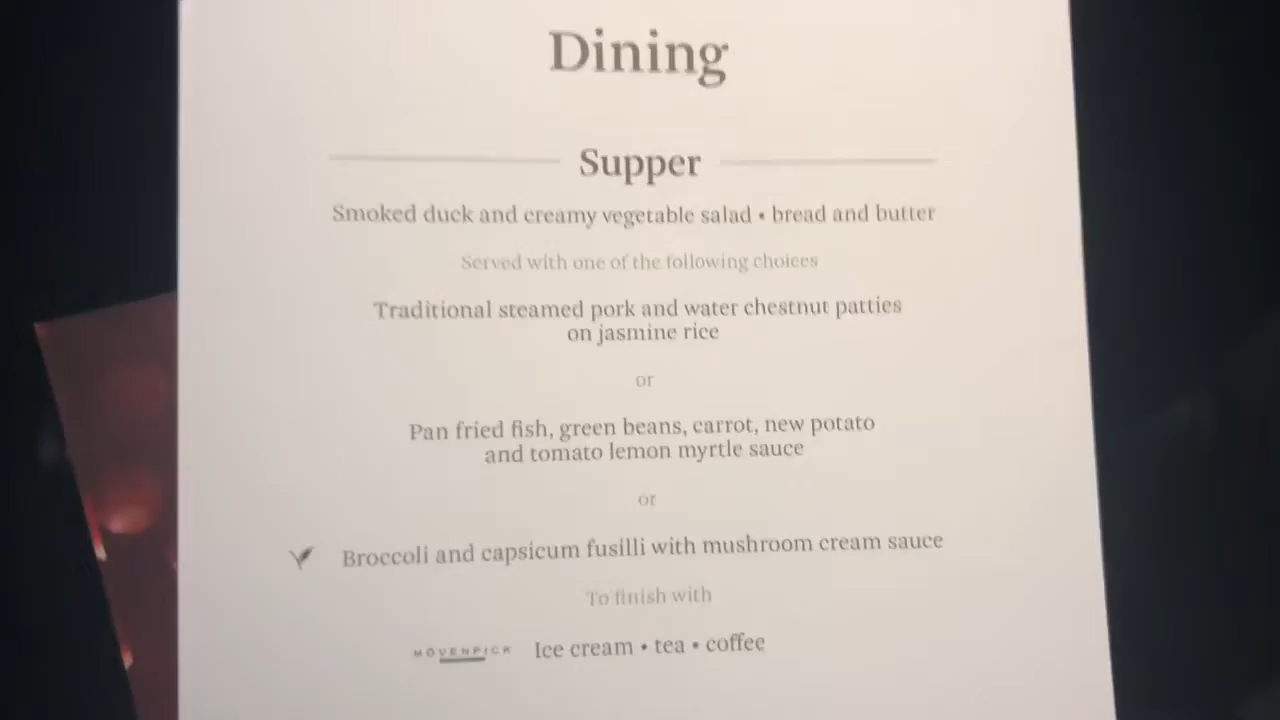 Dining
Supper
Smoked duck and creamy vegetable salad • bread and butter
Served with one of the following choices
Traditional steamed pork and water chestnut patties
on jasmine rice
or
Pan fried fish, green beans, carrot, new potato
and tomato lemon myrtle sauce
or
Broccoli and capsicum fusilli with mushroom cream sauce
To finish with
MÖVENPICK Ice cream • tea • coffee